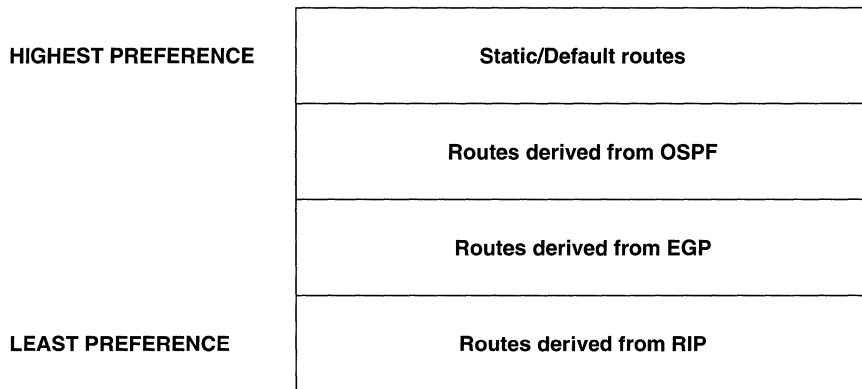 HIGHEST PREFERENCE
Static/Default routes
Routes derived from OSPF
Routes derived from EGP
LEAST PREFERENCE
Routes derived from RIP